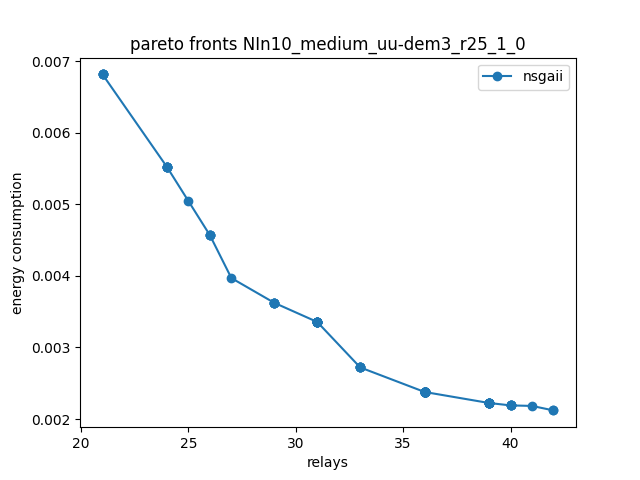 pareto fronts NIn10_medium_uu-dem3_r25_1_0
nsgaii
0.007
0.006
0.005
0.004
0.003
0.002
energy consumption
20
25
30
35
40
relays